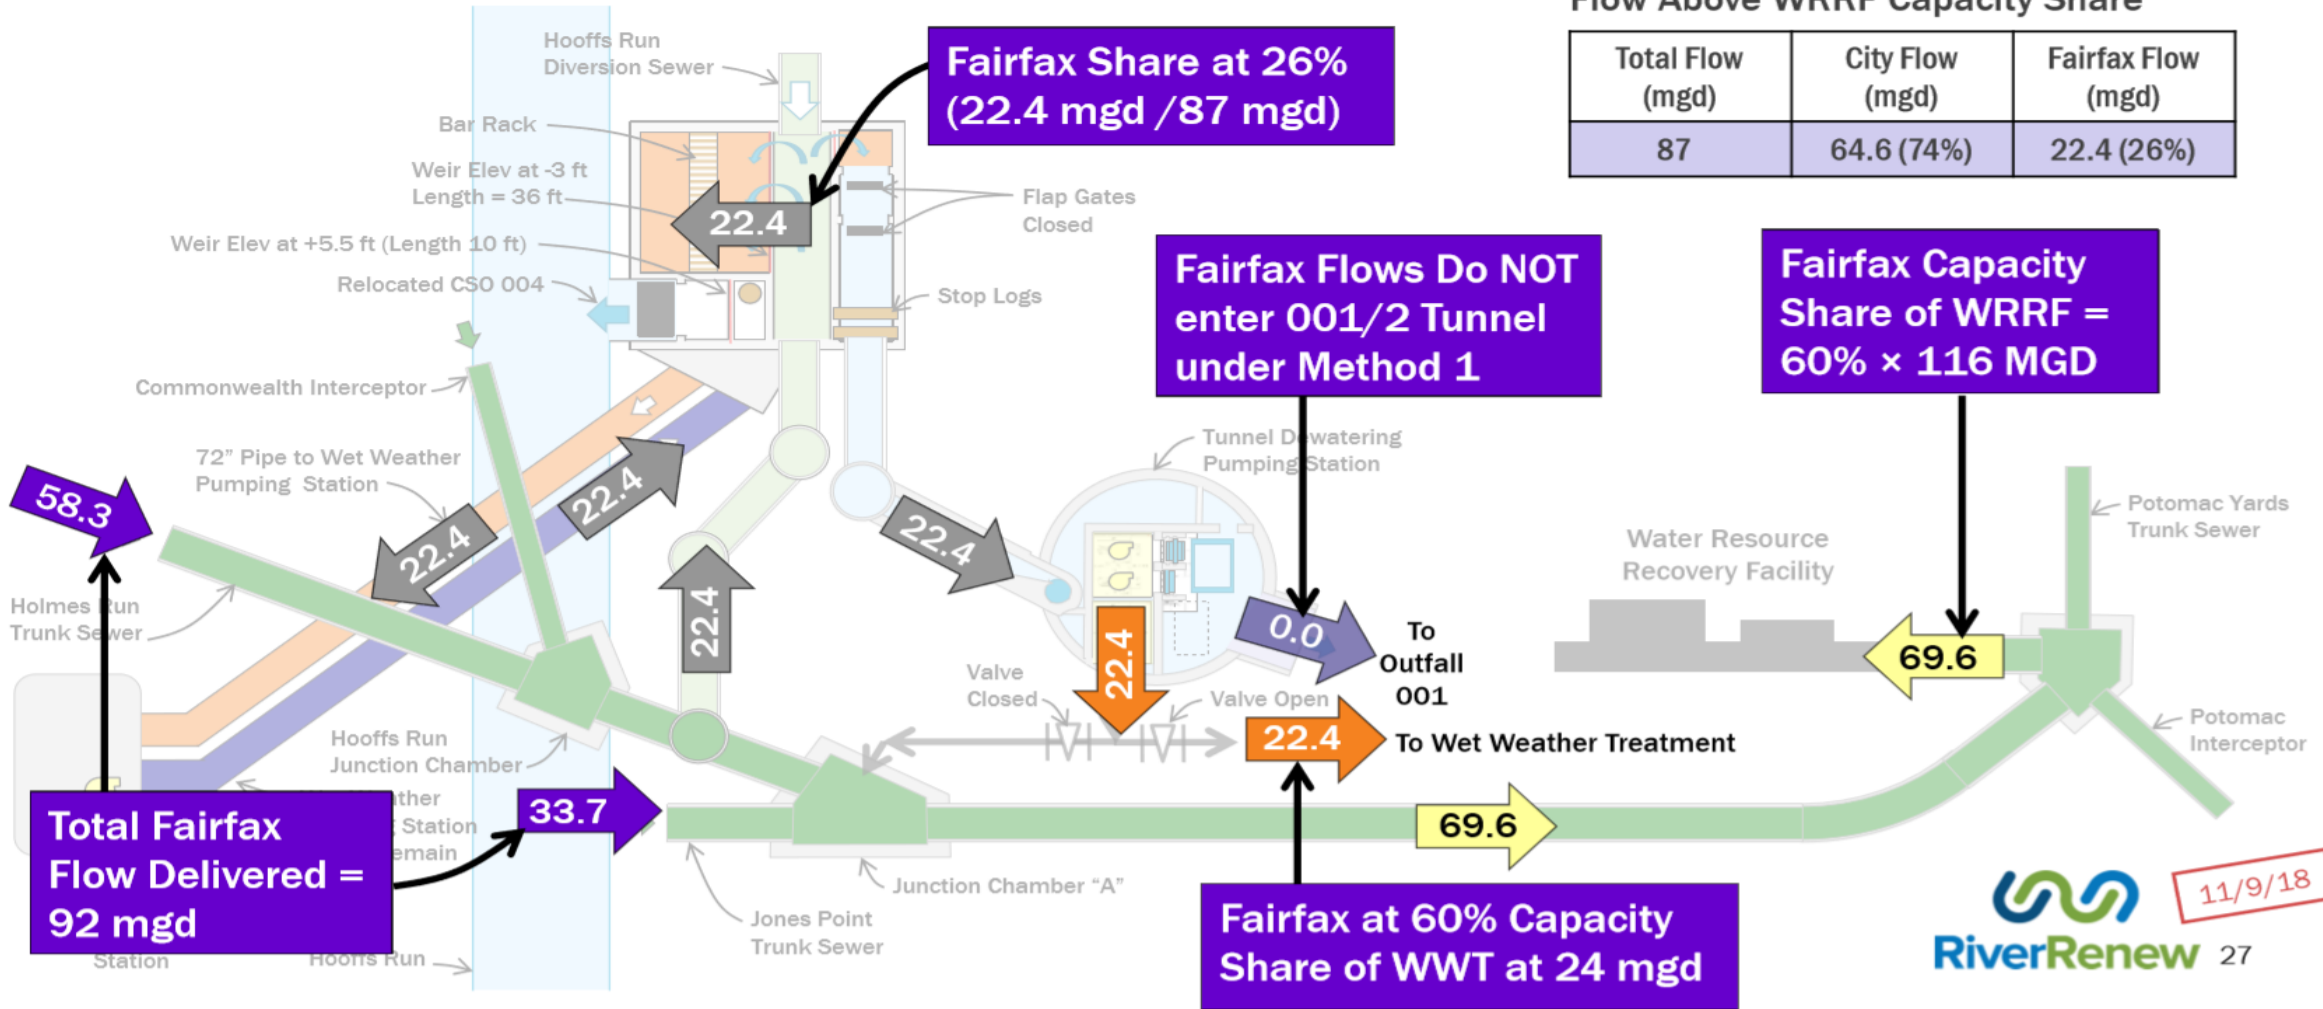 Flow Above WRRF Capacity Share
Total Flow
(mgd)
City Flow
(mgd)
Fairfax Flow
(mgd)
87
64.6 (74%)
22.4 (26%)
Hooffs Run
Diversion Sewer
Fairfax Share at 26%
(22.4 mgd /87 mgd)
Bar Rack
Weir Elev at -3 ft
Length = 36 ft
22.4
Flap Gates
Closed
Weir Elev at +5.5 ft (Length 10 ft)
Relocated CSO 004
Stop Logs
Fairfax Flows Do NOT
enter 001/2 Tunnel
under Method 1
Fairfax Capacity
Share of WRRF =
60% × 116 MGD
Commonwealth Interceptor
72" Pipe to Wet Weather
Pumping Station
58.3
22.4
22.4
22.4
Tunnel Dewatering
Pumping Station
Water Resource
Recovery Facility
Potomac Yards
Trunk Sewer
Holmes Run
Trunk Sewer
22.4
22.4
0.0
To
Outfall
001
69.6
Valve
Closed
Valve Open
22.4
To Wet Weather Treatment
Potomac
Interceptor
Hooffs Run
Junction Chamber
33.7
69.6
Total Fairfax
Flow Delivered =
92 mgd
Station
Station
Hooffs Run
Junction Chamber "A"
Jones Point
Trunk Sewer
Fairfax at 60% Capacity
Share of WWT at 24 mgd
11/9/18
RiverRenew
27